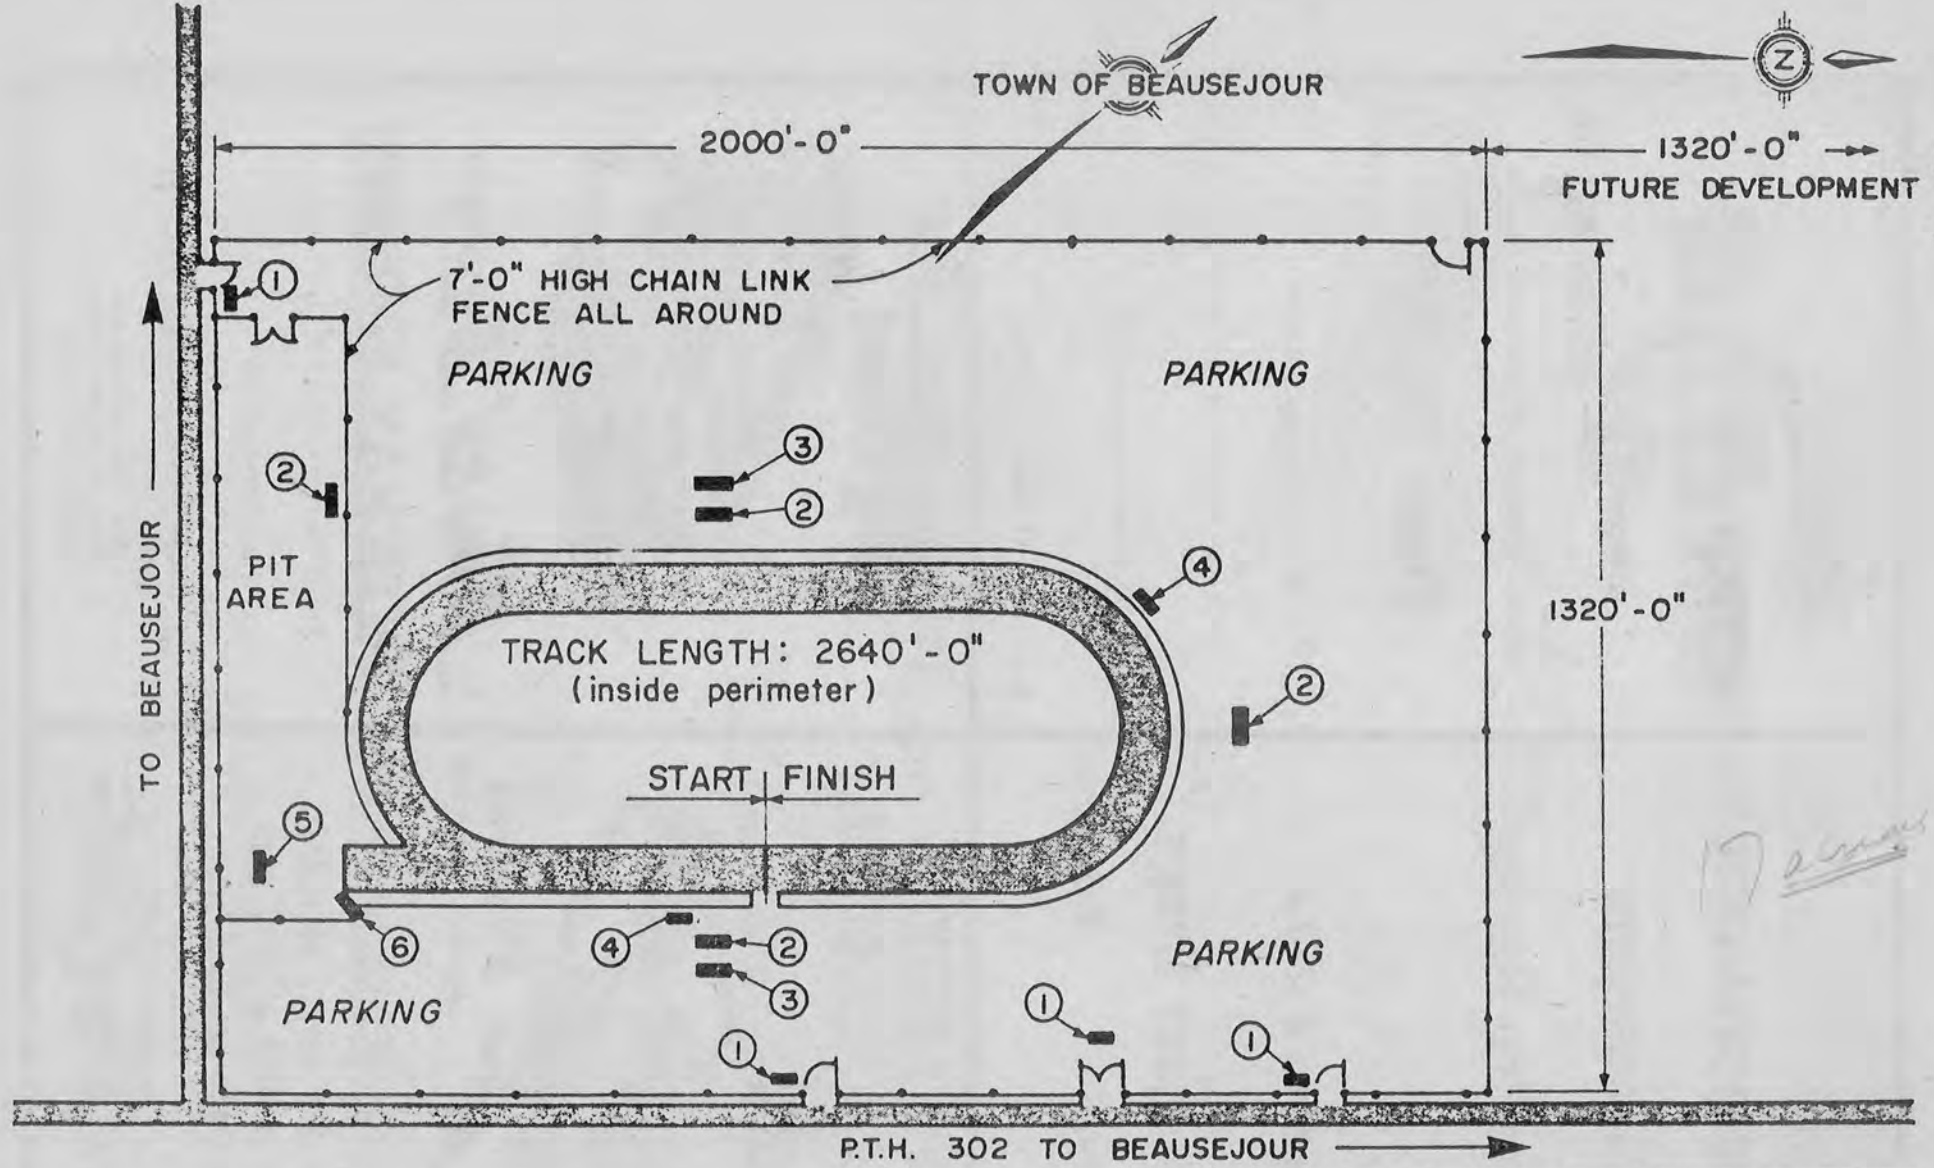 TOWN OF BEAUSEJOUR
Z
2000'-0"
1320'-0"
FUTURE DEVELOPMENT
7'-0" HIGH CHAIN LINK
FENCE ALL AROUND
1
PARKING
PARKING
3
2
2
4
PIT
AREA
TO BEAUSEJOUR
1320'-0"
TRACK LENGTH: 2640'-0"
(inside perimeter)
2
START FINISH
5
17
6
4
2
3
PARKING
PARKING
1
1
1
P.T.H. 302 TO BEAUSEJOUR